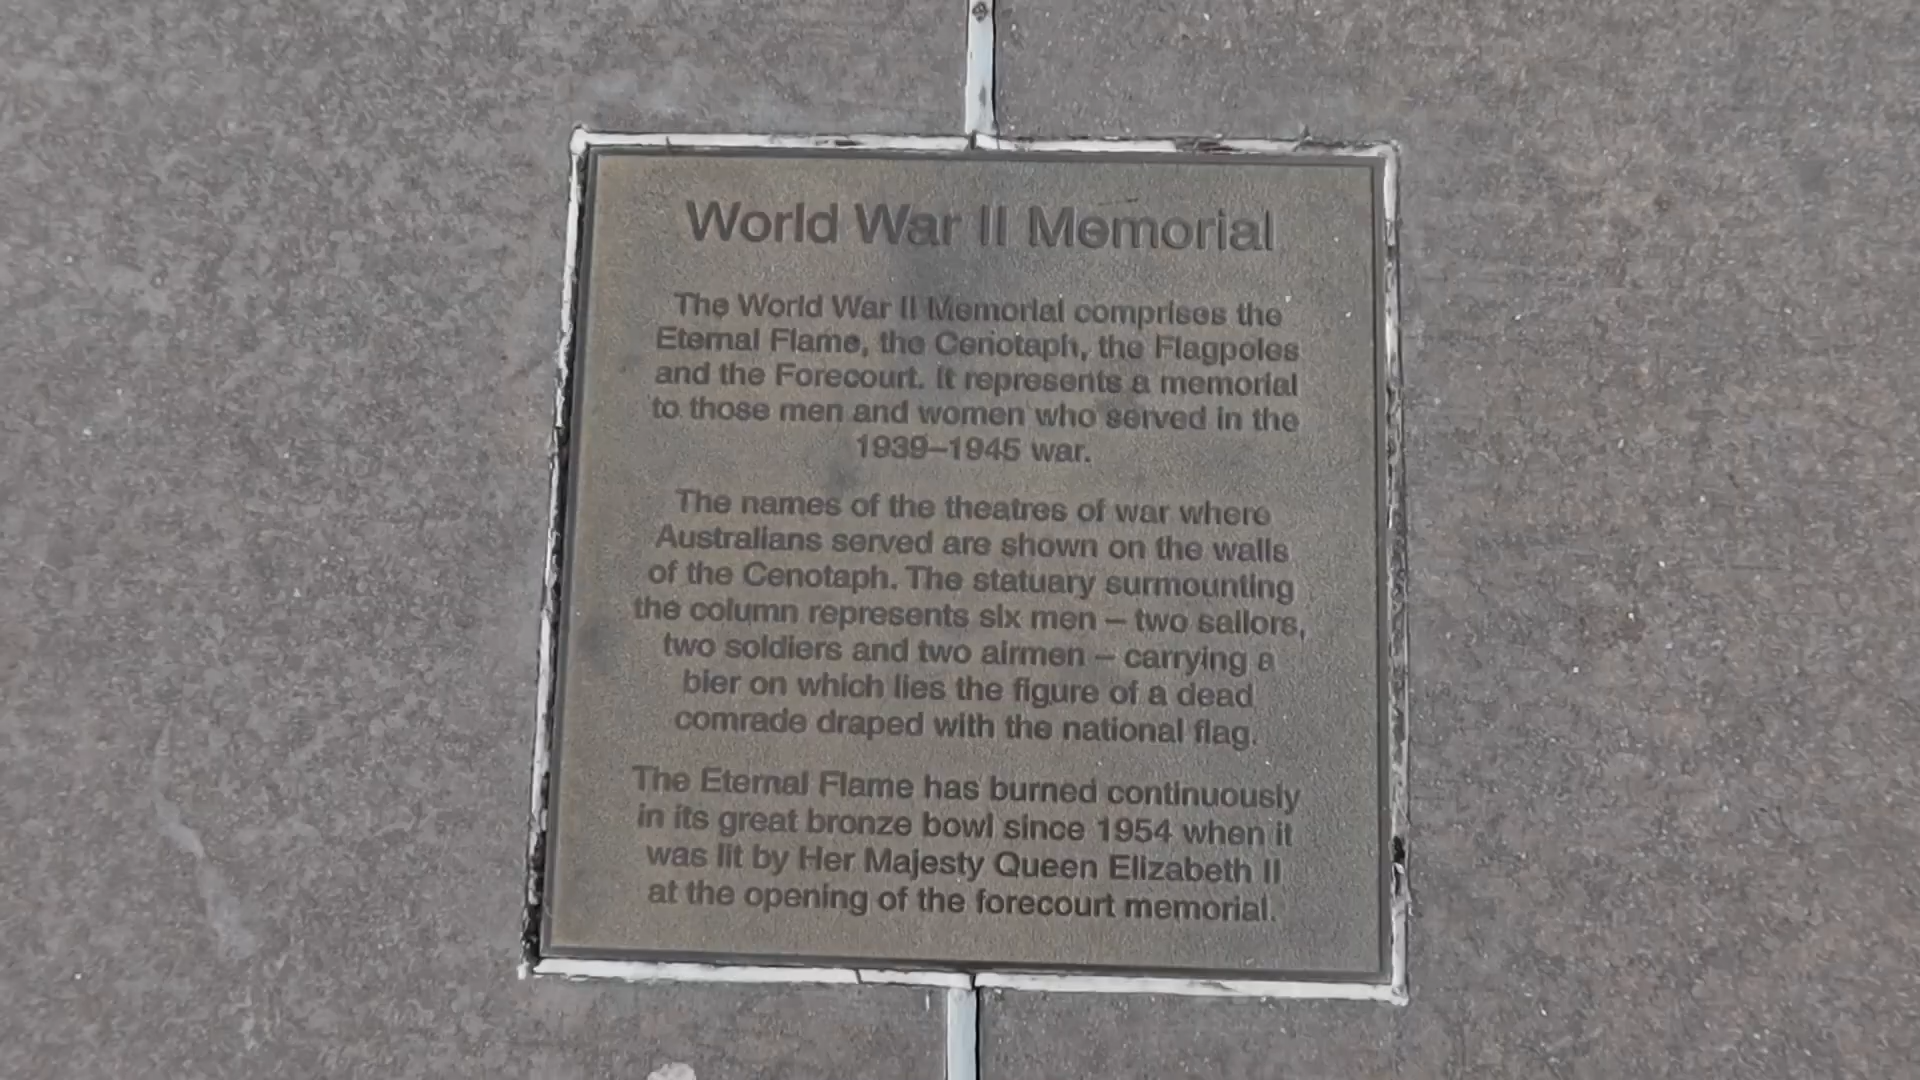 World War II Memorial
The World War II Memorial comprises the
Eternal Flame, the Cenotaph, the Flagpoles
and the Forecourt. It represents a memorial
to those men and women who served in the
1939–1945 war.
The names of the theatres of war where
Australians served are shown on the walls
of the Cenotaph. The statuary surmounting
the column represents six men – two sailors,
two soldiers and two airmen – carrying a
bier on which lies the figure of a dead
comrade draped with the national flag.
The Eternal Flame has burned continuously
in its great bronze bowl since 1954 when it
was lit by Her Majesty Queen Elizabeth II
at the opening of the forecourt memorial.